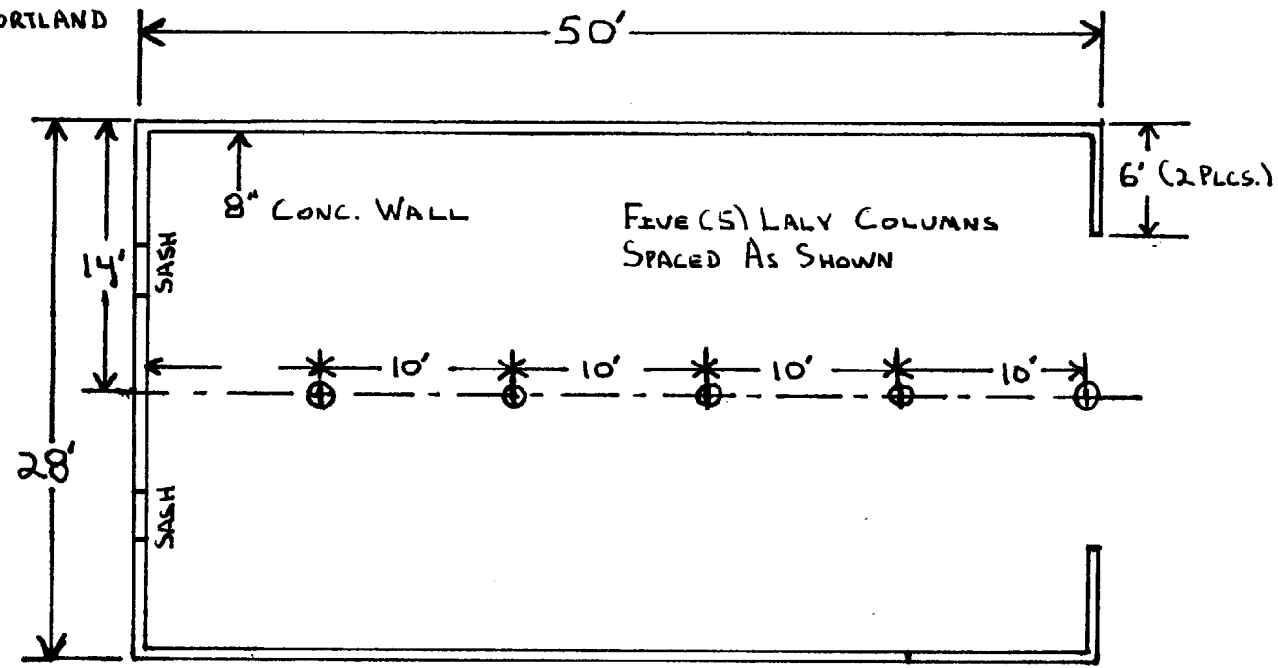 ORTLAND
50'
6' (2 PLCS.)
8" CONC. WALL
FIVE (5) LALY COLUMNS
SPACED AS SHOWN
SASH
14'
10'
10'
10'
10'
28'
SASH